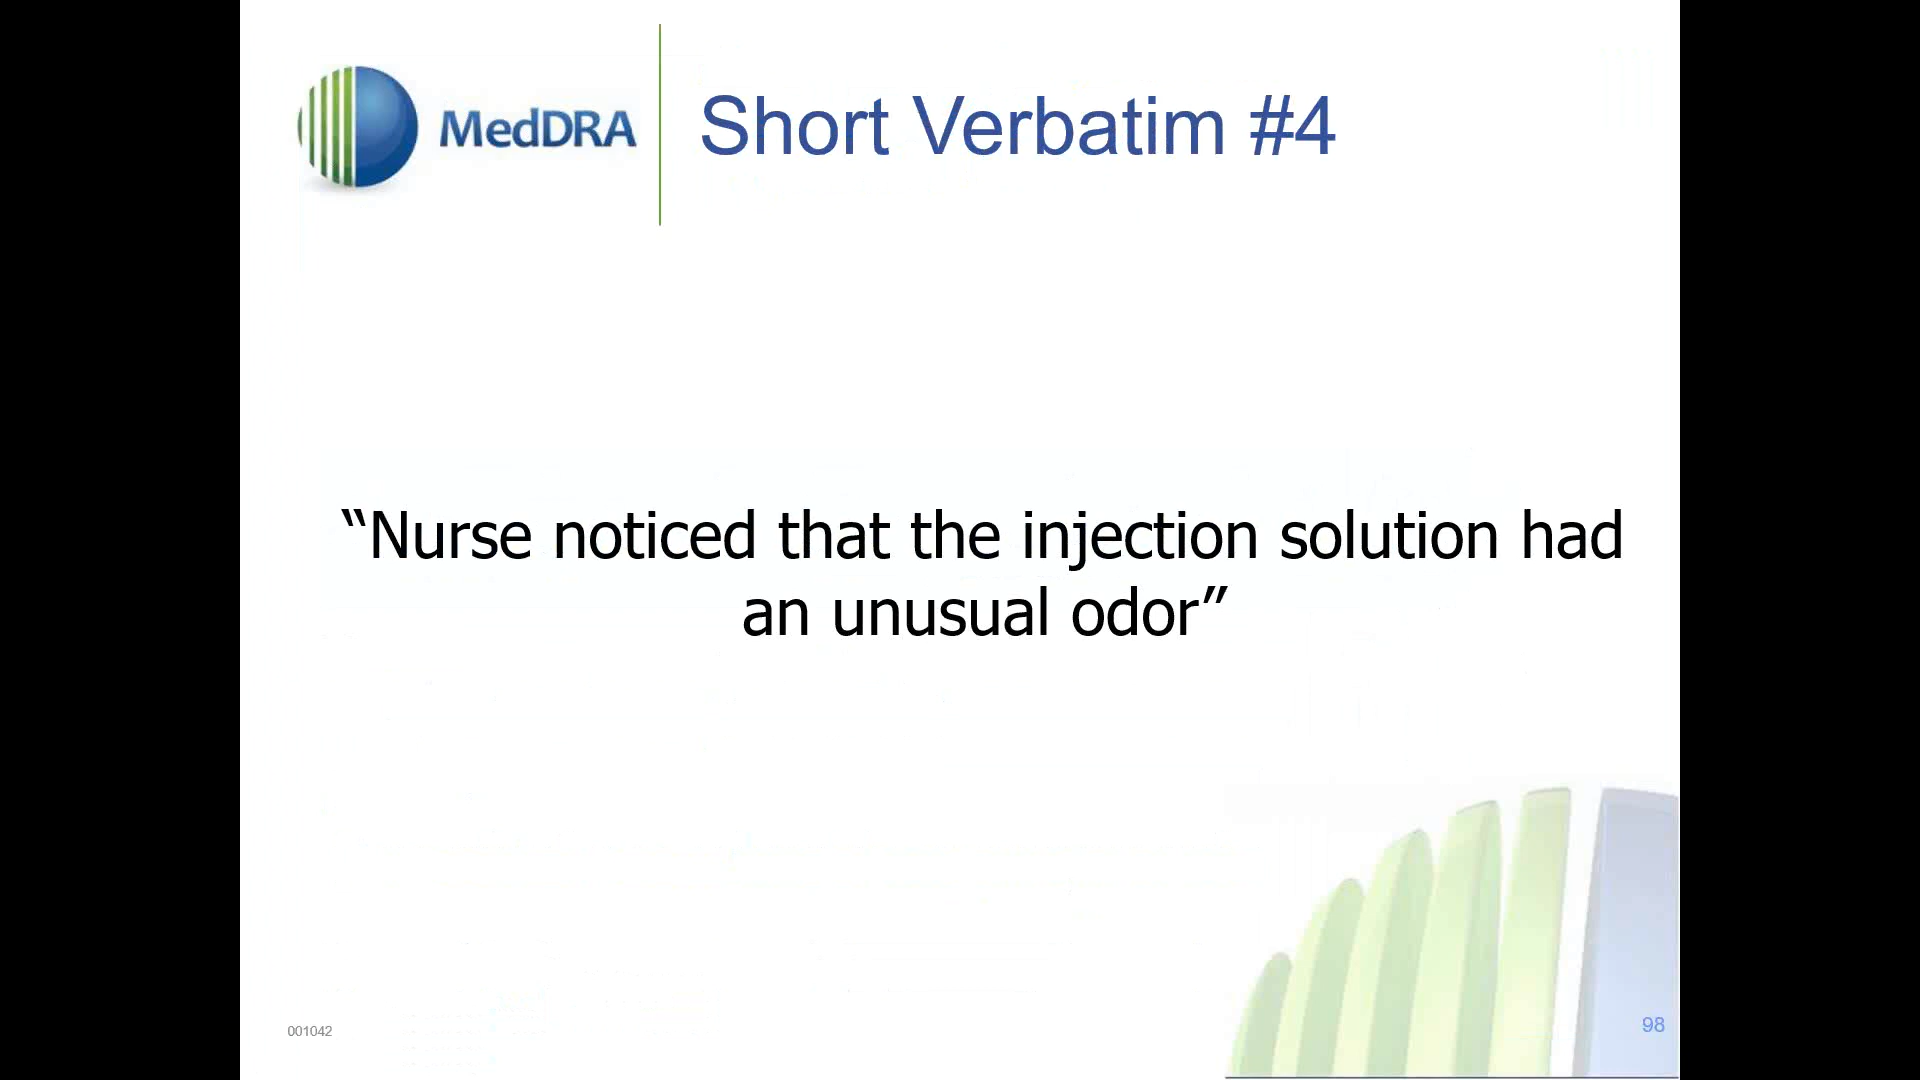 MedDRA
Short Verbatim #4
“Nurse noticed that the injection solution had
an unusual odor”
001042
98